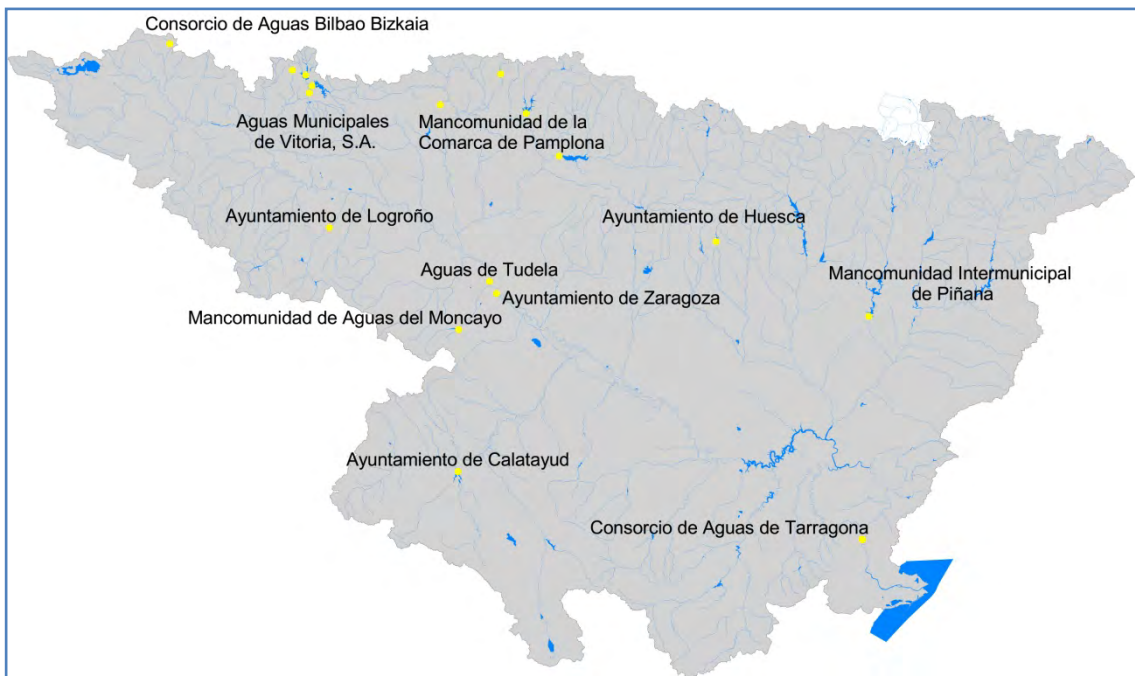 Consorcio de Aguas Bilbao Bizkaia
Aguas Municipales
de Vitoria, S.A.
Mancomunidad de la
Comarca de Pamplona
Ayuntamiento de Logroño
Ayuntamiento de Huesca
Aguas de Tudela
Mancomunidad Intermunicipal
de Piñana
Ayuntamiento de Zaragoza
Mancomunidad de Aguas del Moncayo
Ayuntamiento de Calatayud
Consorcio de Aguas de Tarragona